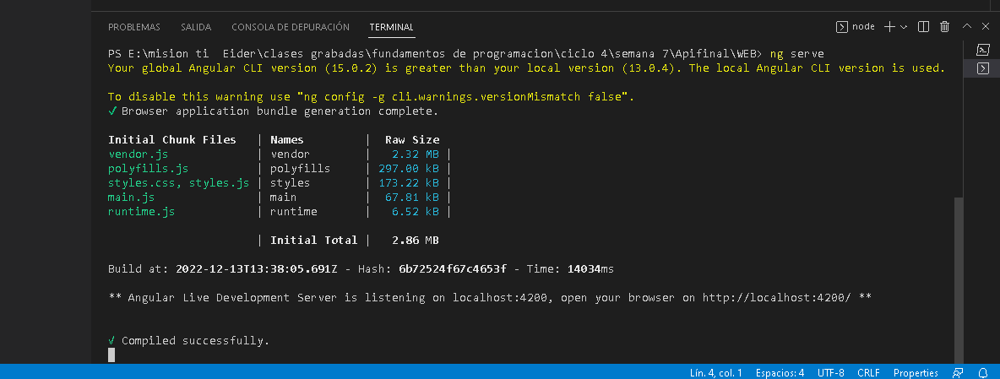 PROBLEMAS SALIDA CONSOLA DE DEPURACIÓN TERMINAL node
PS E:\mision ti  Eider\clases grabadas\fundamentos de programacion\ciclo 4\semana 7\Apifinal\WEB> ng serve
Your global Angular CLI version (15.0.2) is greater than your local version (13.0.4). The local Angular CLI version is used.
To disable this warning use "ng config -g cli.warnings.versionMismatch false".
✓ Browser application bundle generation complete.
Initial Chunk Files | Names | Raw Size
vendor.js | vendor | 2.32 MB |
polyfills.js | polyfills | 297.00 kB |
styles.css, styles.js | styles | 173.22 kB |
main.js | main | 67.81 kB |
runtime.js | runtime | 6.52 kB |
| Initial Total | 2.86 MB
Build at: 2022-12-13T13:38:05.691Z - Hash: 6b72524f67c4653f - Time: 14034ms
** Angular Live Development Server is listening on localhost:4200, open your browser on http://localhost:4200/ **
√ Compiled successfully.
Lín. 4, col. 1 Espacios: 4 UTF-8 CRLF Properties